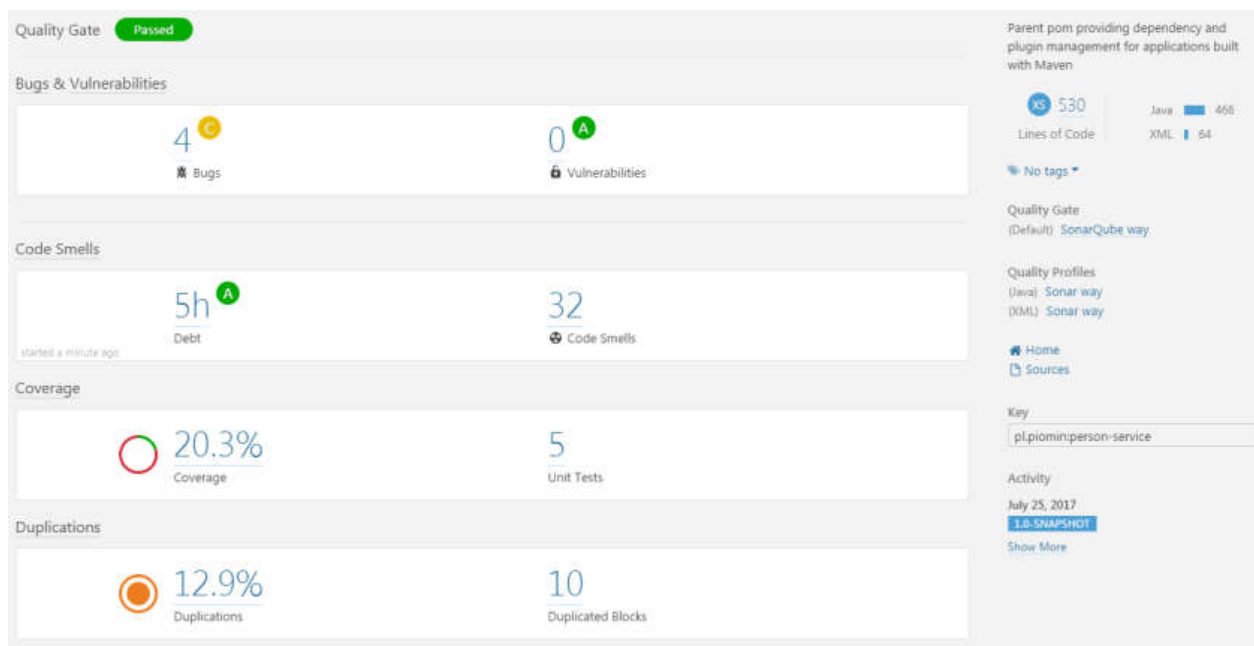 Quality Gate Passed
Bugs & Vulnerabilities
4 C
Bugs
0 A
Vulnerabilities
Code Smells
5h A
Debt
started a minute ago
32
Code Smells
Coverage
20.3%
Coverage
5
Unit Tests
Duplications
12.9%
Duplications
10
Duplicated Blocks
Parent pom providing dependency and
plugin management for applications built
with Maven
XS 530
Lines of Code
Java 466
XML 64
No tags
Quality Gate
(Default) SonarQube way
Quality Profiles
(Java) Sonar way
(XML) Sonar way
Home
Sources
Key
pl.piomin:person-service
Activity
July 25, 2017
1.0-SNAPSHOT
Show More